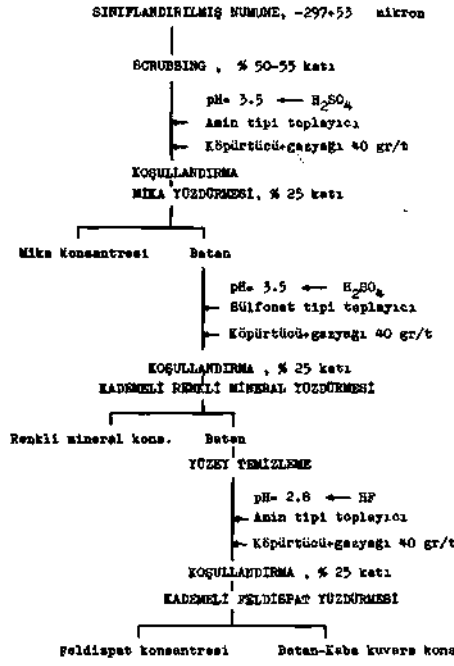 SINIFLANDIRILMIŞ NUMUNE, -297+53 mikron
SCRUBBING , % 50-55 katı
pH= 3.5 ← H₂SO₄
Amin tipi toplayıcı
Köpürtücü+gazyağı 40 gr/t
KOŞULLANDIRMA
MİKA YÜZDÜRMESİ, % 25 katı
Mika konsantresi Batan
pH= 3.5 ← H₂SO₄
Sülfonat tipi toplayıcı
Köpürtücü+gazyağı 40 gr/t
KOŞULLANDIRMA , % 25 katı
KADEMELİ RENKLİ MİNERAL YÜZDÜRMESİ
Renkli mineral kons. Batan
YÜZEY TEMİZLEME
pH= 2.8 ← HF
Amin tipi toplayıcı
Köpürtücü+gazyağı 40 gr/t
KOŞULLANDIRMA , % 25 katı
KADEMELİ FELDİSPAT YÜZDÜRMESİ
Feldispat konsantresi Batan-Kaba kuvars kons